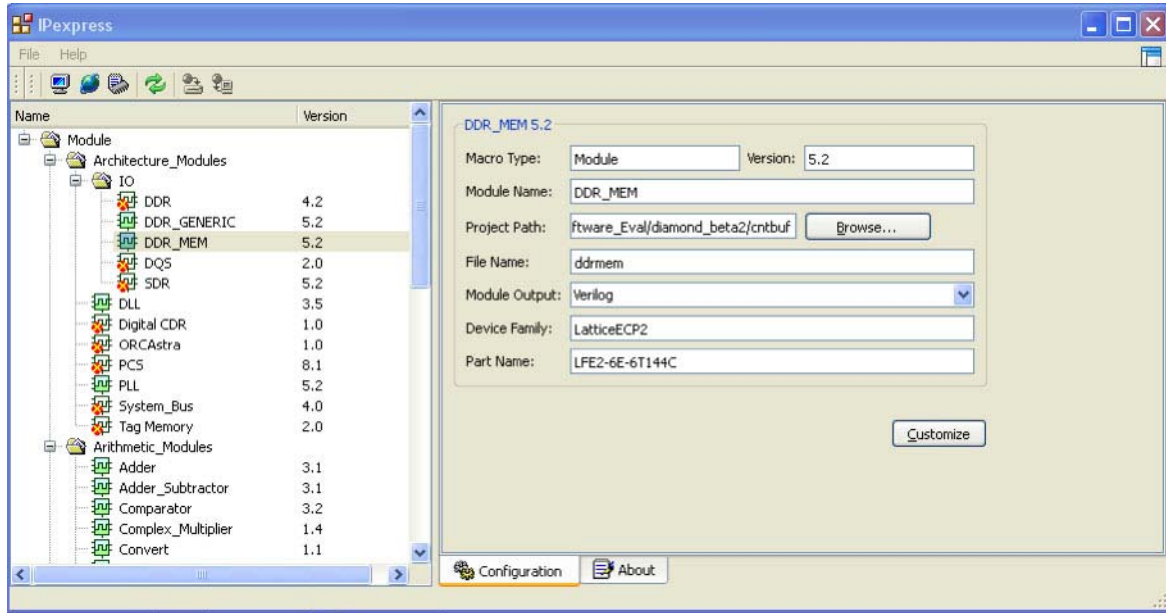 IPexpress
File Help
Name Version
Module
Architecture_Modules
IO
DDR 4.2
DDR_GENERIC 5.2
DDR_MEM 5.2
DQS 2.0
SDR 5.2
DLL 3.5
Digital CDR 1.0
ORCAstra 1.0
PCS 8.1
PLL 5.2
System_Bus 4.0
Tag Memory 2.0
Arithmetic_Modules
Adder 3.1
Adder_Subtractor 3.1
Comparator 3.2
Complex_Multiplier 1.4
Convert 1.1
DDR_MEM 5.2
Macro Type: Module Version: 5.2
Module Name: DDR_MEM
Project Path: ftware_Eval/diamond_beta2/cntbuf Browse...
File Name: ddrmem
Module Output: Verilog
Device Family: LatticeECP2
Part Name: LFE2-6E-6T144C
Customize
Configuration About